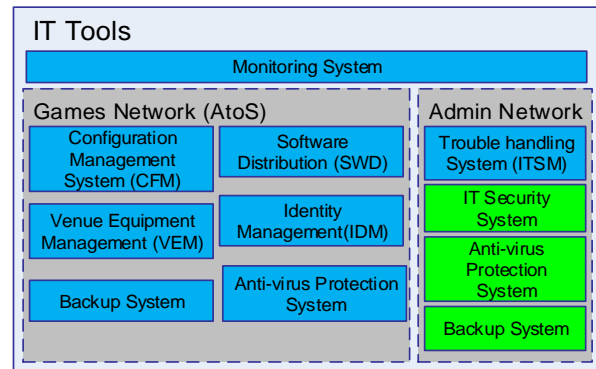 IT Tools
Monitoring System
Games Network (AtoS)
Configuration
Management
System (CFM)
Software
Distribution (SWD)
Venue Equipment
Management (VEM)
Identity
Management(IDM)
Backup System
Anti-virus Protection
System
Admin Network
Trouble handling
System (ITSM)
IT Security
System
Anti-virus
Protection
System
Backup System